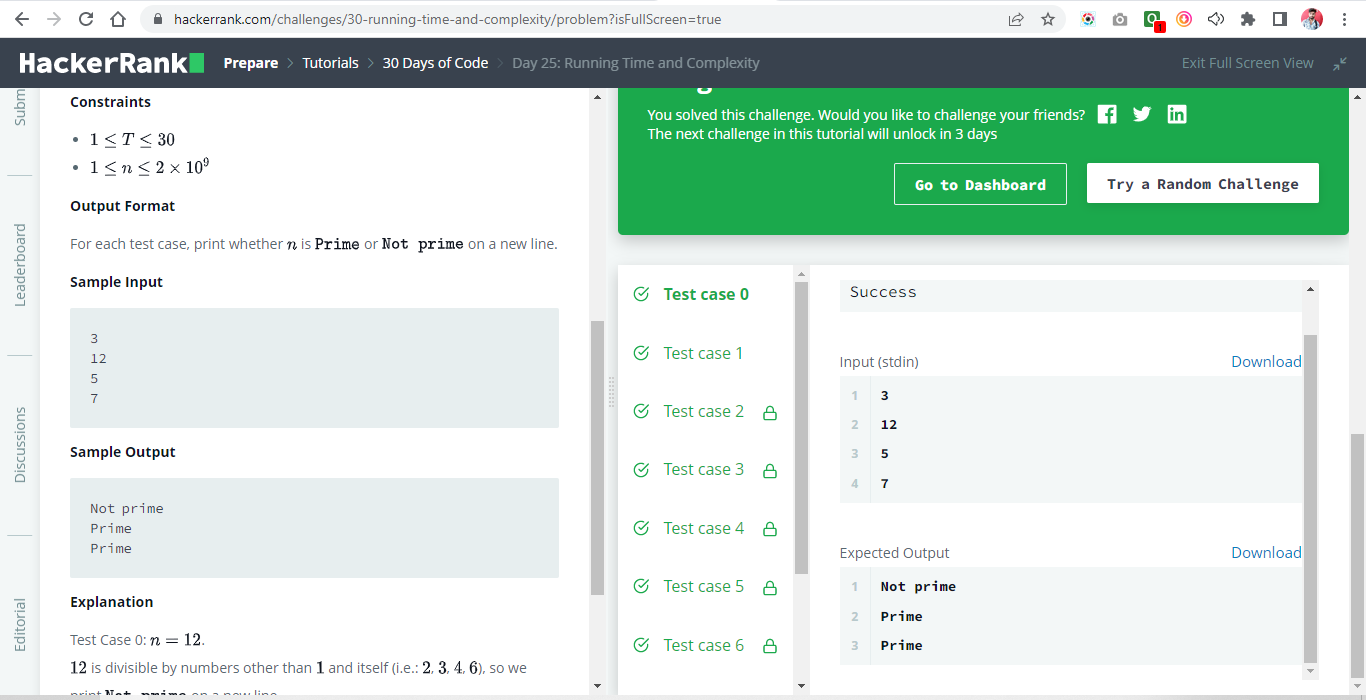 hackerrank.com/challenges/30-running-time-and-complexity/problem?isFullScreen=true
1
HackerRank
Prepare > Tutorials > 30 Days of Code > Day 25: Running Time and Complexity
Exit Full Screen View
Subm
Leaderboard
Discussions
Editorial
Constraints
• 1 ≤ T ≤ 30
• 1 ≤ n ≤ 2 × 10⁹
Output Format
For each test case, print whether n is Prime or Not prime on a new line.
Sample Input
3
12
5
7
Sample Output
Not prime
Prime
Prime
Explanation
Test Case 0: n = 12.
12 is divisible by numbers other than 1 and itself (i.e.: 2, 3, 4, 6), so we
print Not prime on a new line
You solved this challenge. Would you like to challenge your friends?
The next challenge in this tutorial will unlock in 3 days
Go to Dashboard
Try a Random Challenge
Test case 0
Test case 1
Test case 2
Test case 3
Test case 4
Test case 5
Test case 6
Success
Input (stdin)
Download
1 3
2 12
3 5
4 7
Expected Output
Download
1 Not prime
2 Prime
3 Prime